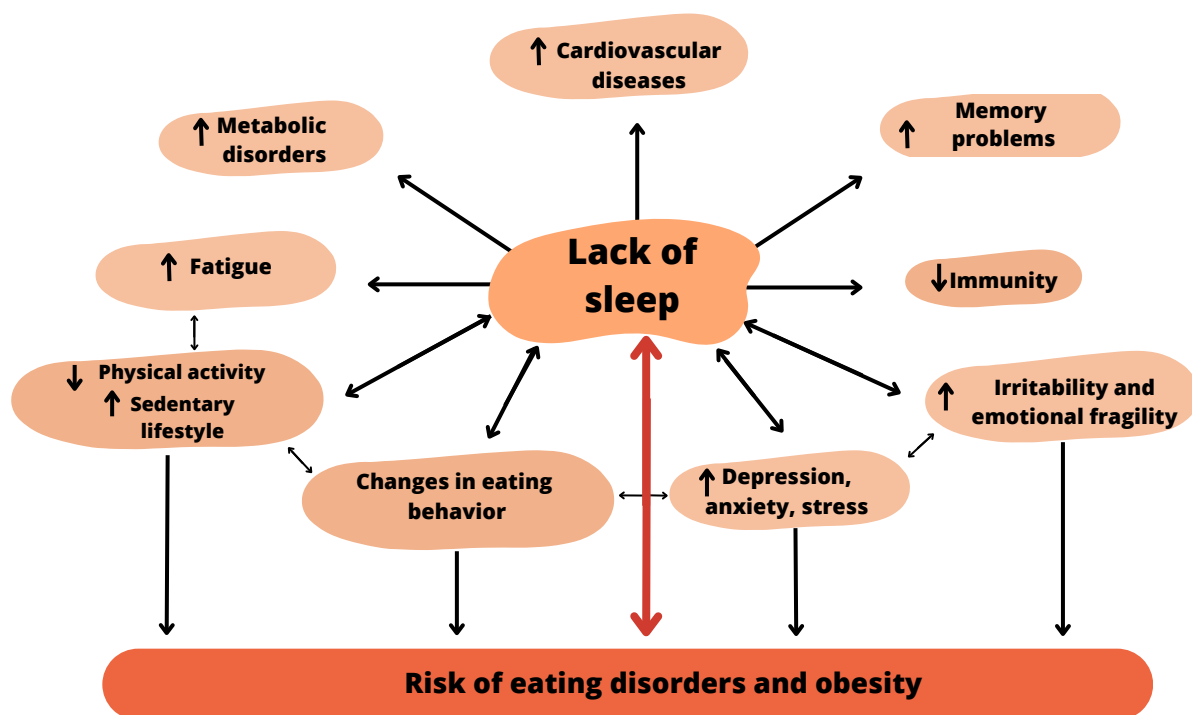 ↑ Cardiovascular
diseases
↑ Metabolic
disorders
Memory
↑ problems
↑ Fatigue
Lack of
sleep
↓ Immunity
↓ Physical activity
↑ Sedentary
lifestyle
↑ Irritability and
emotional fragility
Changes in eating
behavior
↑ Depression,
anxiety, stress
Risk of eating disorders and obesity